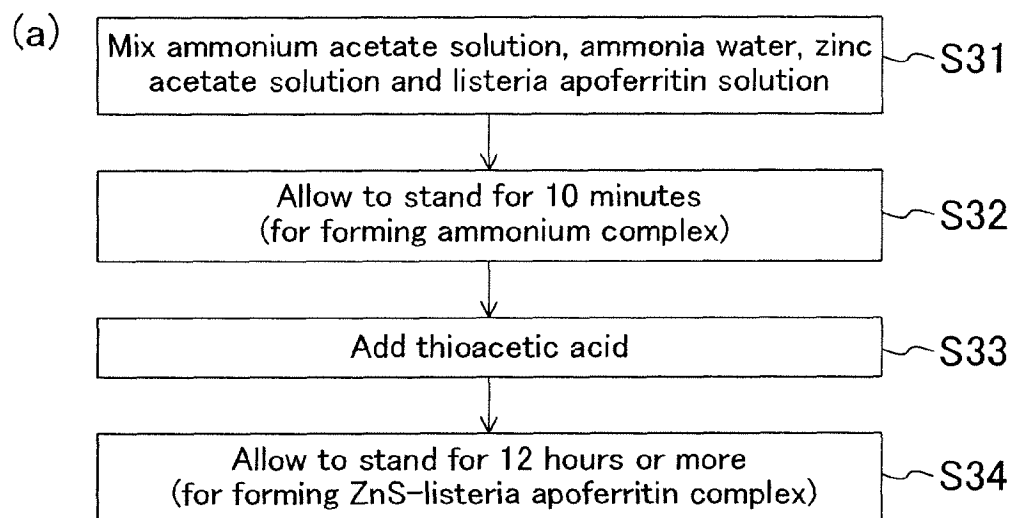 (a)
Mix ammonium acetate solution, ammonia water, zinc
acetate solution and listeria apoferritin solution
S31
Allow to stand for 10 minutes
(for forming ammonium complex)
S32
Add thioacetic acid
S33
Allow to stand for 12 hours or more
(for forming ZnS-listeria apoferritin complex)
S34